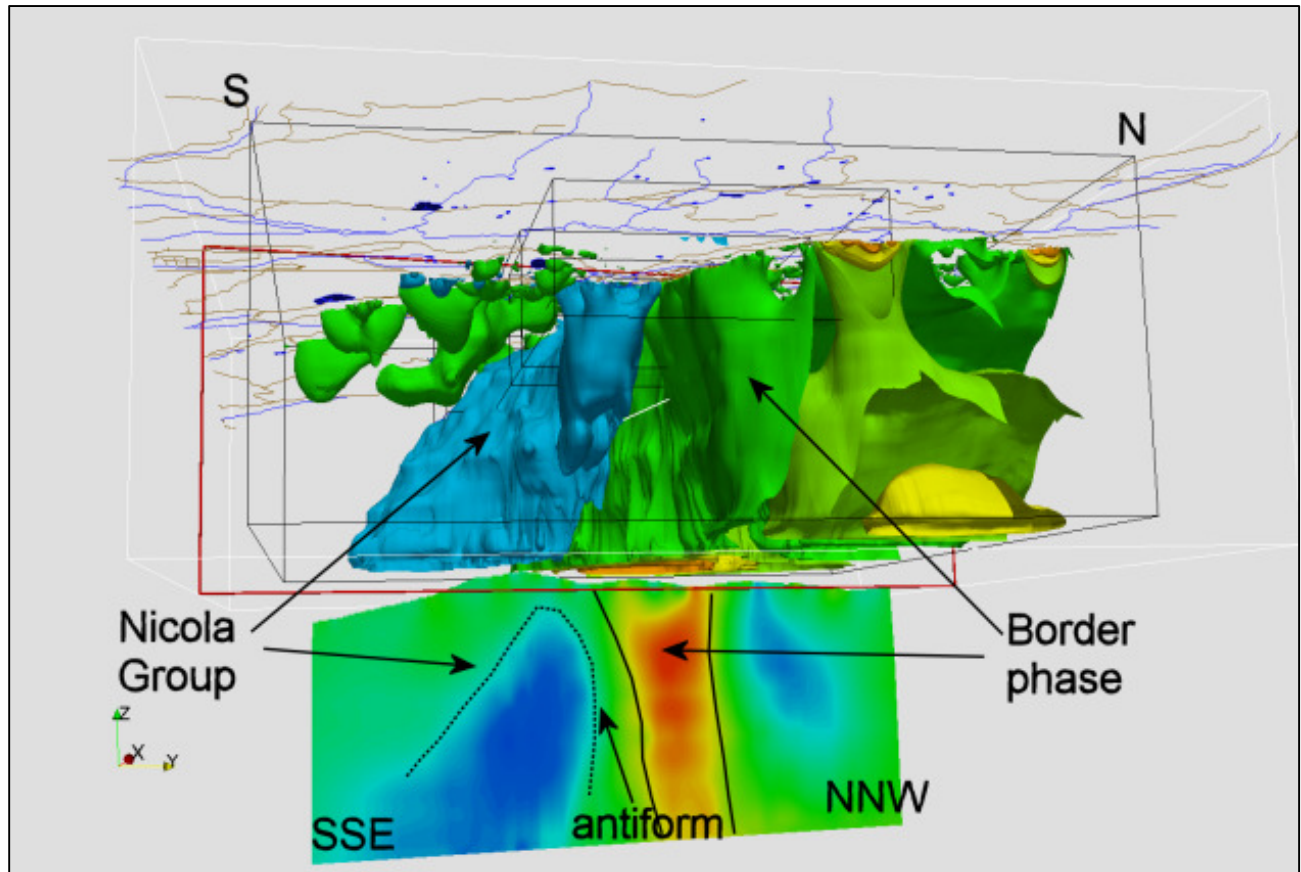 S
N
Nicola
Group
Border
phase
Z
X
Y
SSE
antiform
NNW